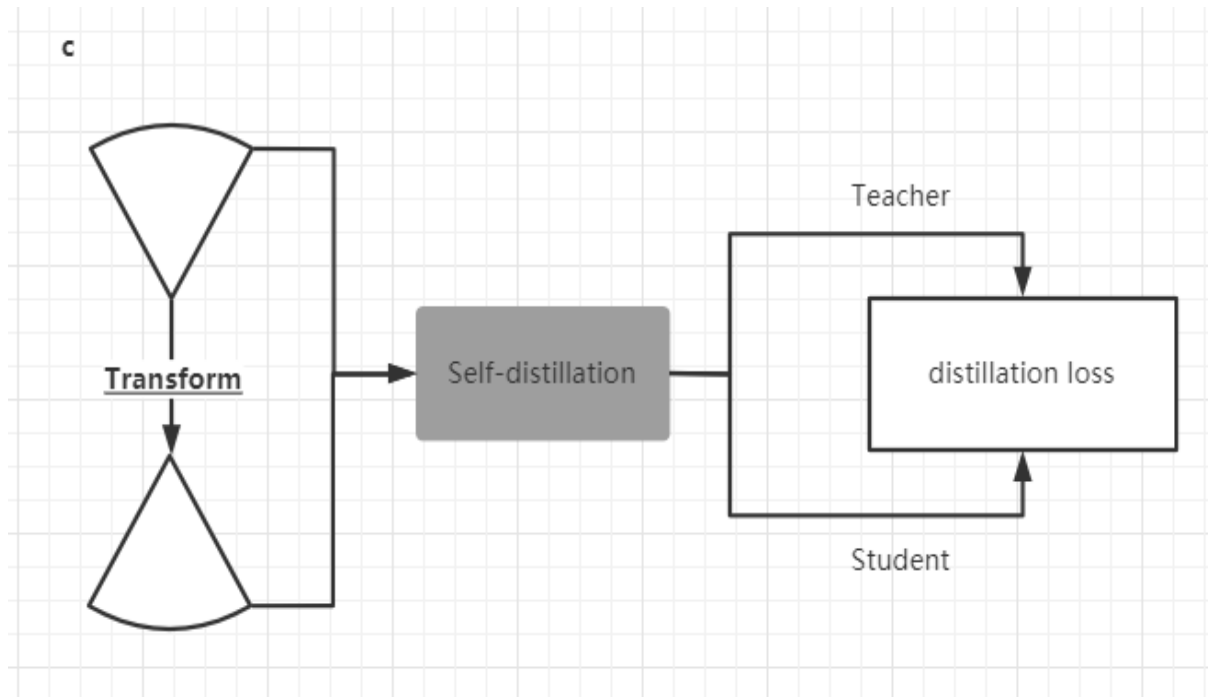 c
Teacher
Transform
Self-distillation
distillation loss
Student